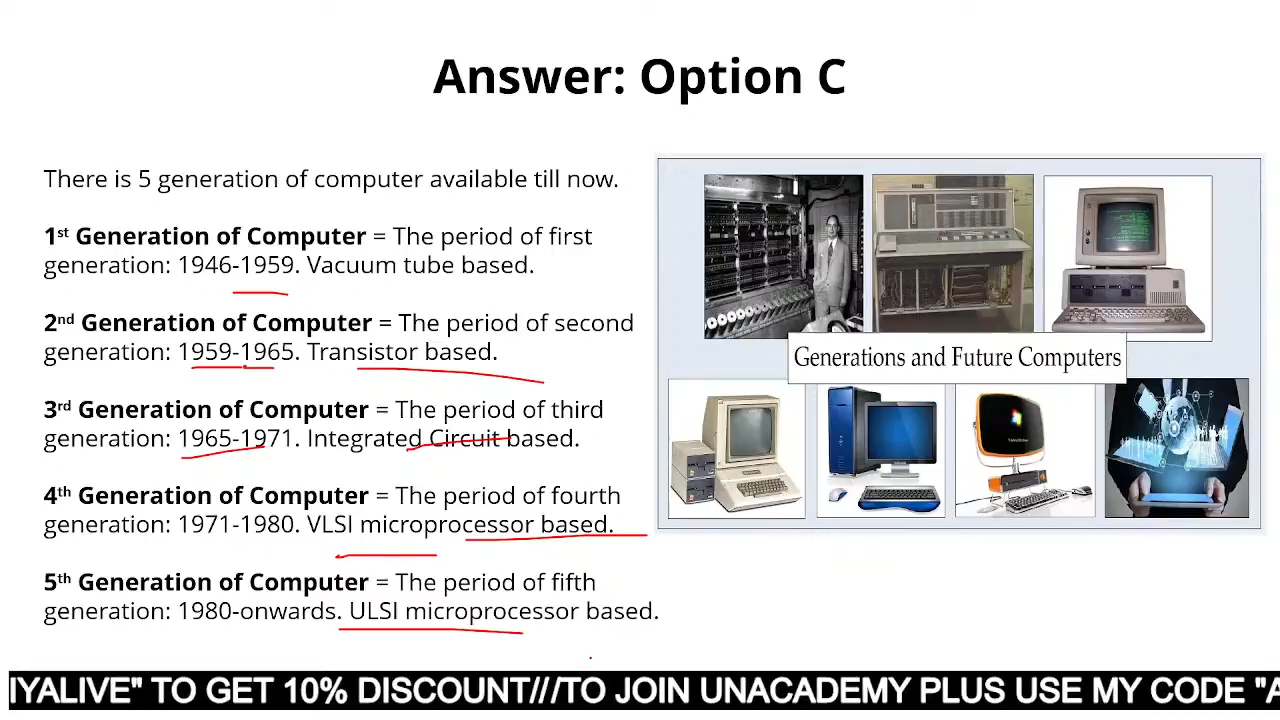 Answer: Option C
There is 5 generation of computer available till now.
1st Generation of Computer = The period of first
generation: 1946-1959. Vacuum tube based.
2nd Generation of Computer = The period of second
generation: 1959-1965. Transistor based.
3rd Generation of Computer = The period of third
generation: 1965-1971. Integrated Circuit based.
4th Generation of Computer = The period of fourth
generation: 1971-1980. VLSI microprocessor based.
5th Generation of Computer = The period of fifth
generation: 1980-onwards. ULSI microprocessor based.
Generations and Future Computers
IYALIVE" TO GET 10% DISCOUNT///TO JOIN UNACADEMY PLUS USE MY CODE "A